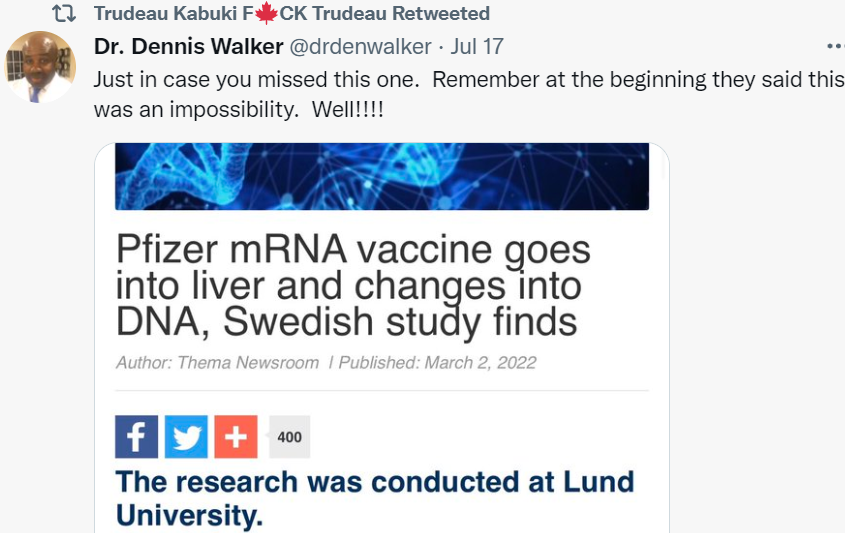 Trudeau Kabuki F🍁CK Trudeau Retweeted
Dr. Dennis Walker @drdenwalker · Jul 17
Just in case you missed this one. Remember at the beginning they said this
was an impossibility. Well!!!!
Pfizer mRNA vaccine goes
into liver and changes into
DNA, Swedish study finds
Author: Thema Newsroom | Published: March 2, 2022
400
The research was conducted at Lund
University.